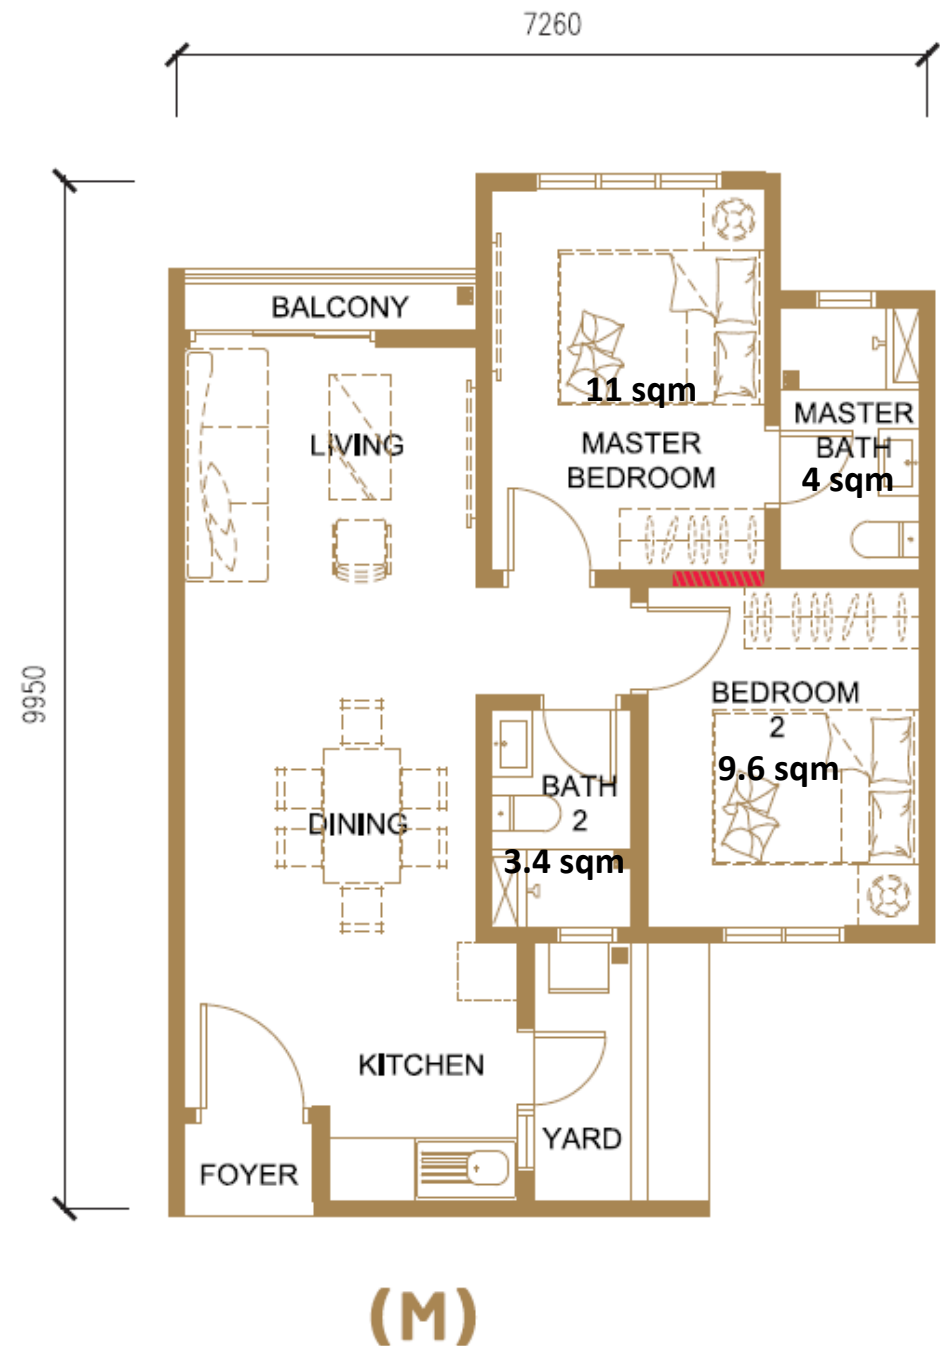 7260
9950
BALCONY
LIVING
11 sqm
MASTER
BEDROOM
MASTER
BATH
4 sqm
BEDROOM
2
9.6 sqm
BATH
2
3.4 sqm
DINING
KITCHEN
YARD
FOYER
(M)